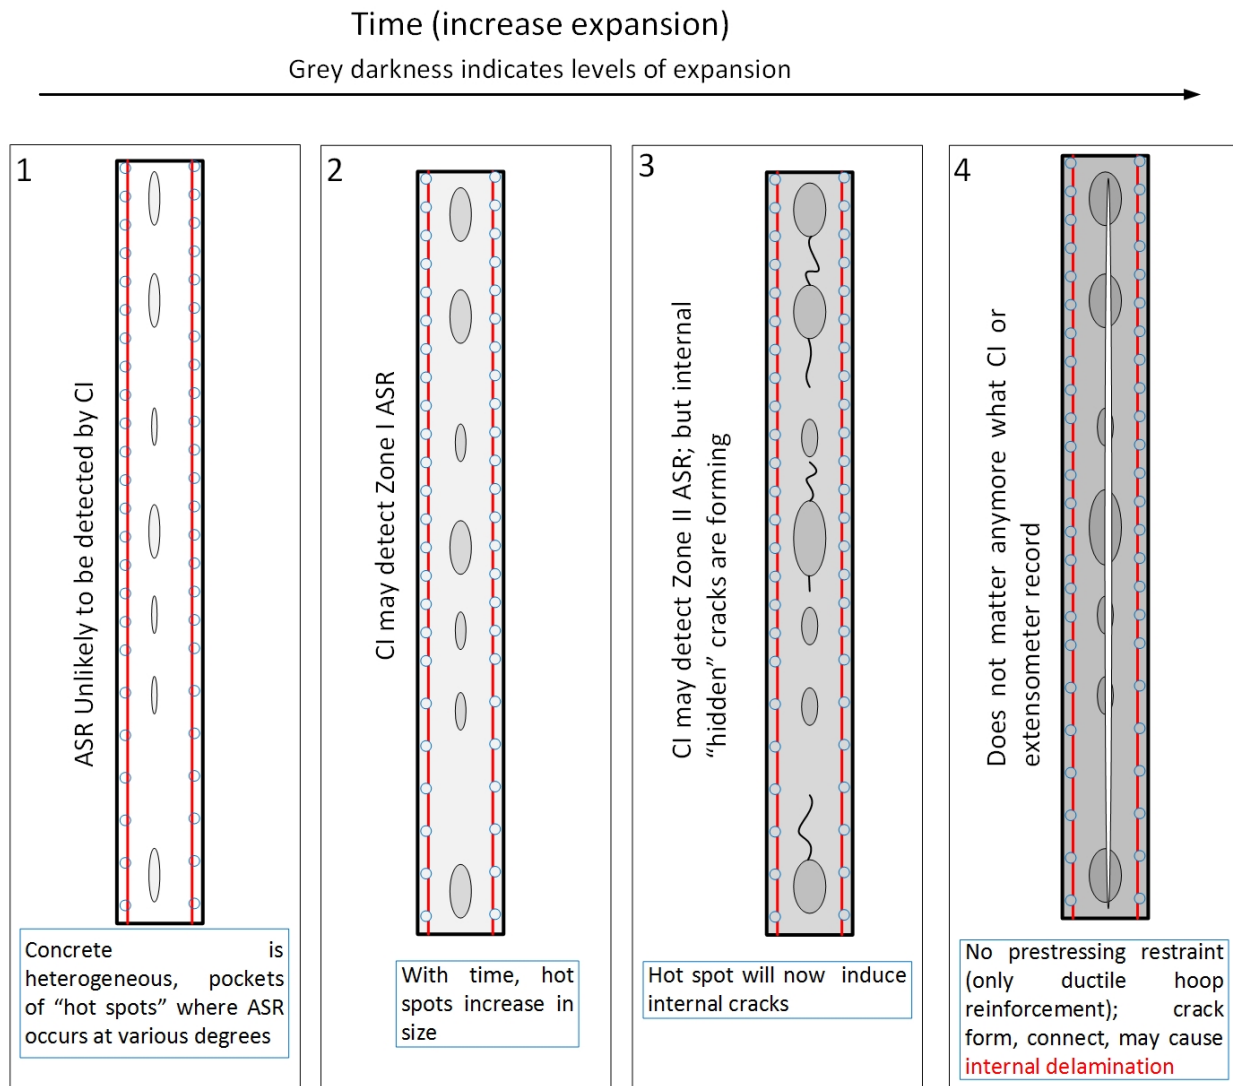 Time (increase expansion)
Grey darkness indicates levels of expansion
1
ASR Unlikely to be detected by CI
Concrete is
heterogeneous, pockets
of “hot spots” where ASR
occurs at various degrees
2
CI may detect Zone I ASR
With time, hot
spots increase in
size
3
CI may detect Zone II ASR; but internal
“hidden” cracks are forming
Hot spot will now induce
internal cracks
4
Does not matter anymore what CI or
extensometer record
No prestressing restraint
(only ductile hoop
reinforcement); crack
form, connect, may cause
internal delamination